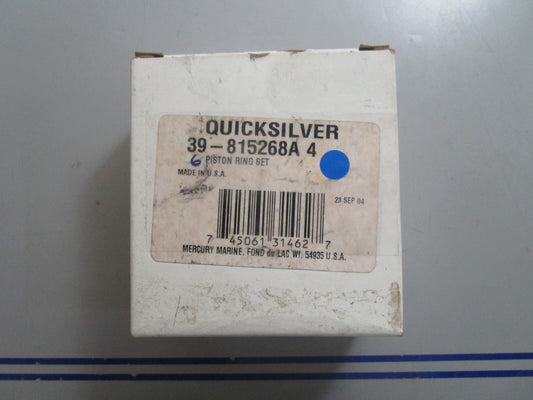 QUICKSILVER
39-815268A 4
6 PISTON RING SET
MADE IN U.S.A.
29 SEP 04
7 45061 31462 7
MERCURY MARINE, FOND du LAC WI. 54935 U.S.A.